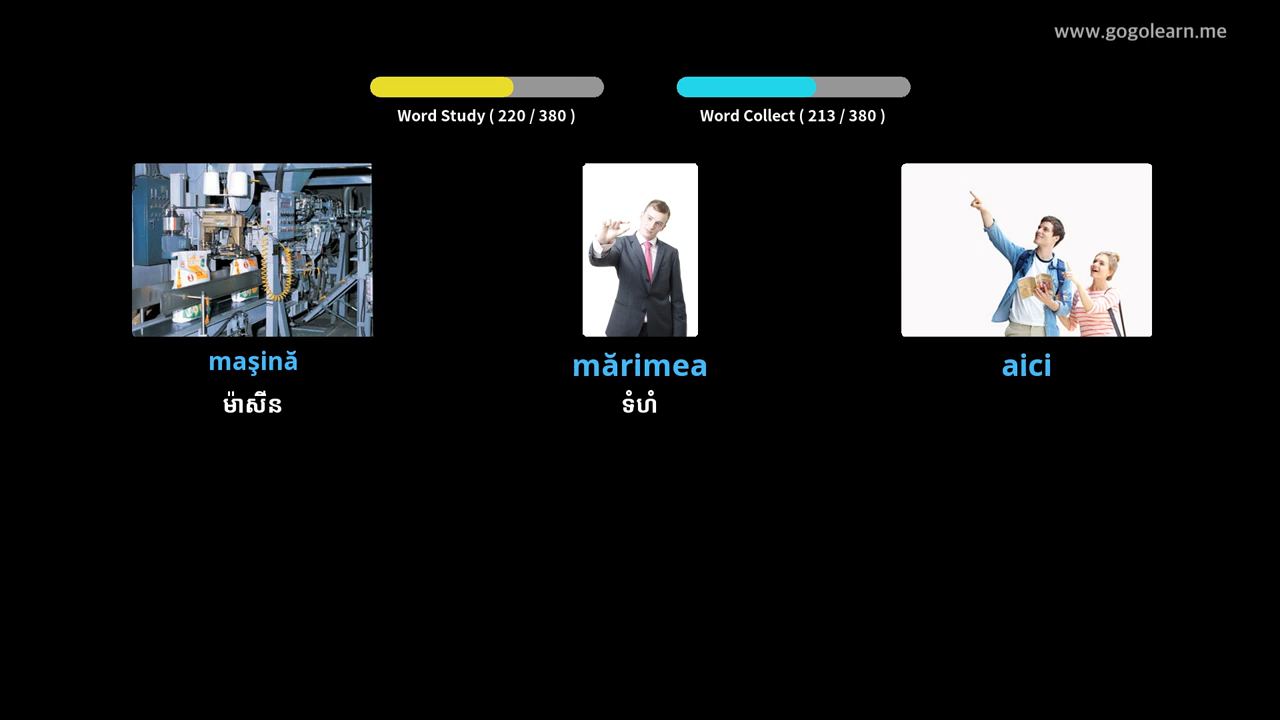 www.gogolearn.me
Word Study ( 220 / 380 )
Word Collect ( 213 / 380 )
maşină
mărimea
aici
ម៉ាស៊ីន
ទំហំ